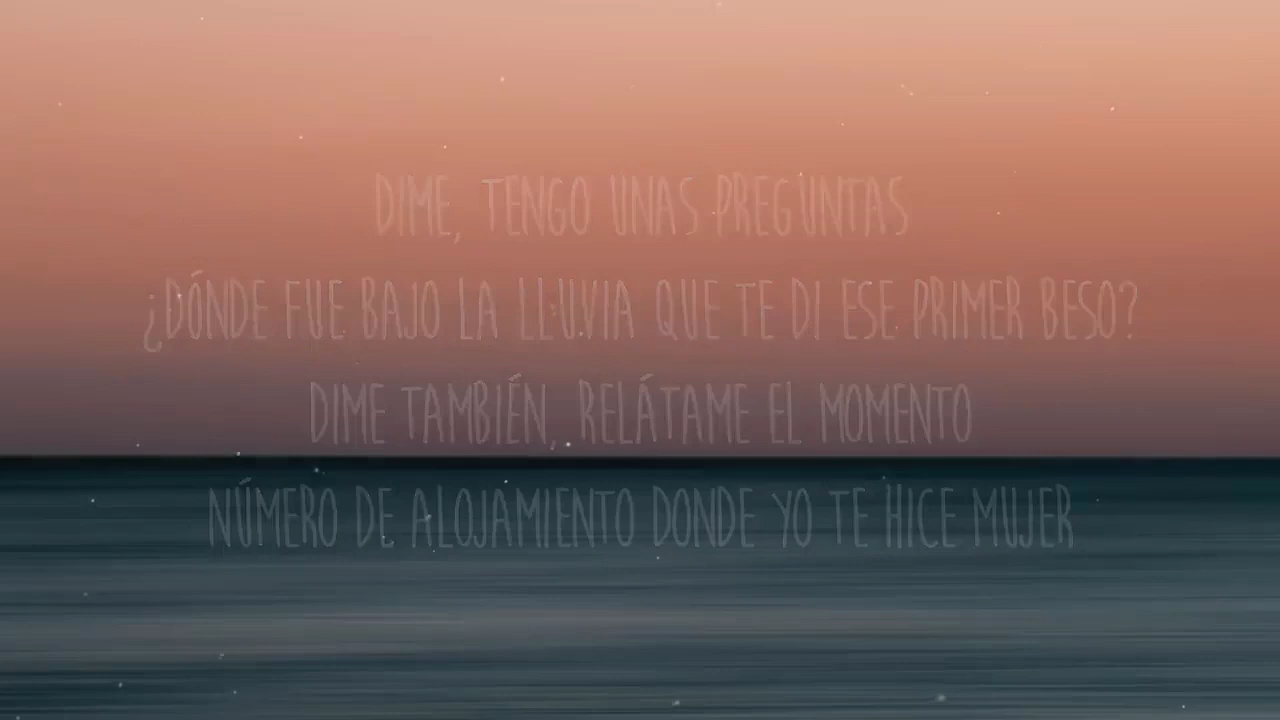 DIME, TENGO UNAS PREGUNTAS
¿DÓNDE FUE BAJO LA LLUVIA QUE TE DI ESE PRIMER BESO?
DIME TAMBIÉN, RELÁTAME EL MOMENTO
NÚMERO DE ALOJAMIENTO DONDE YO TE HICE MUJER